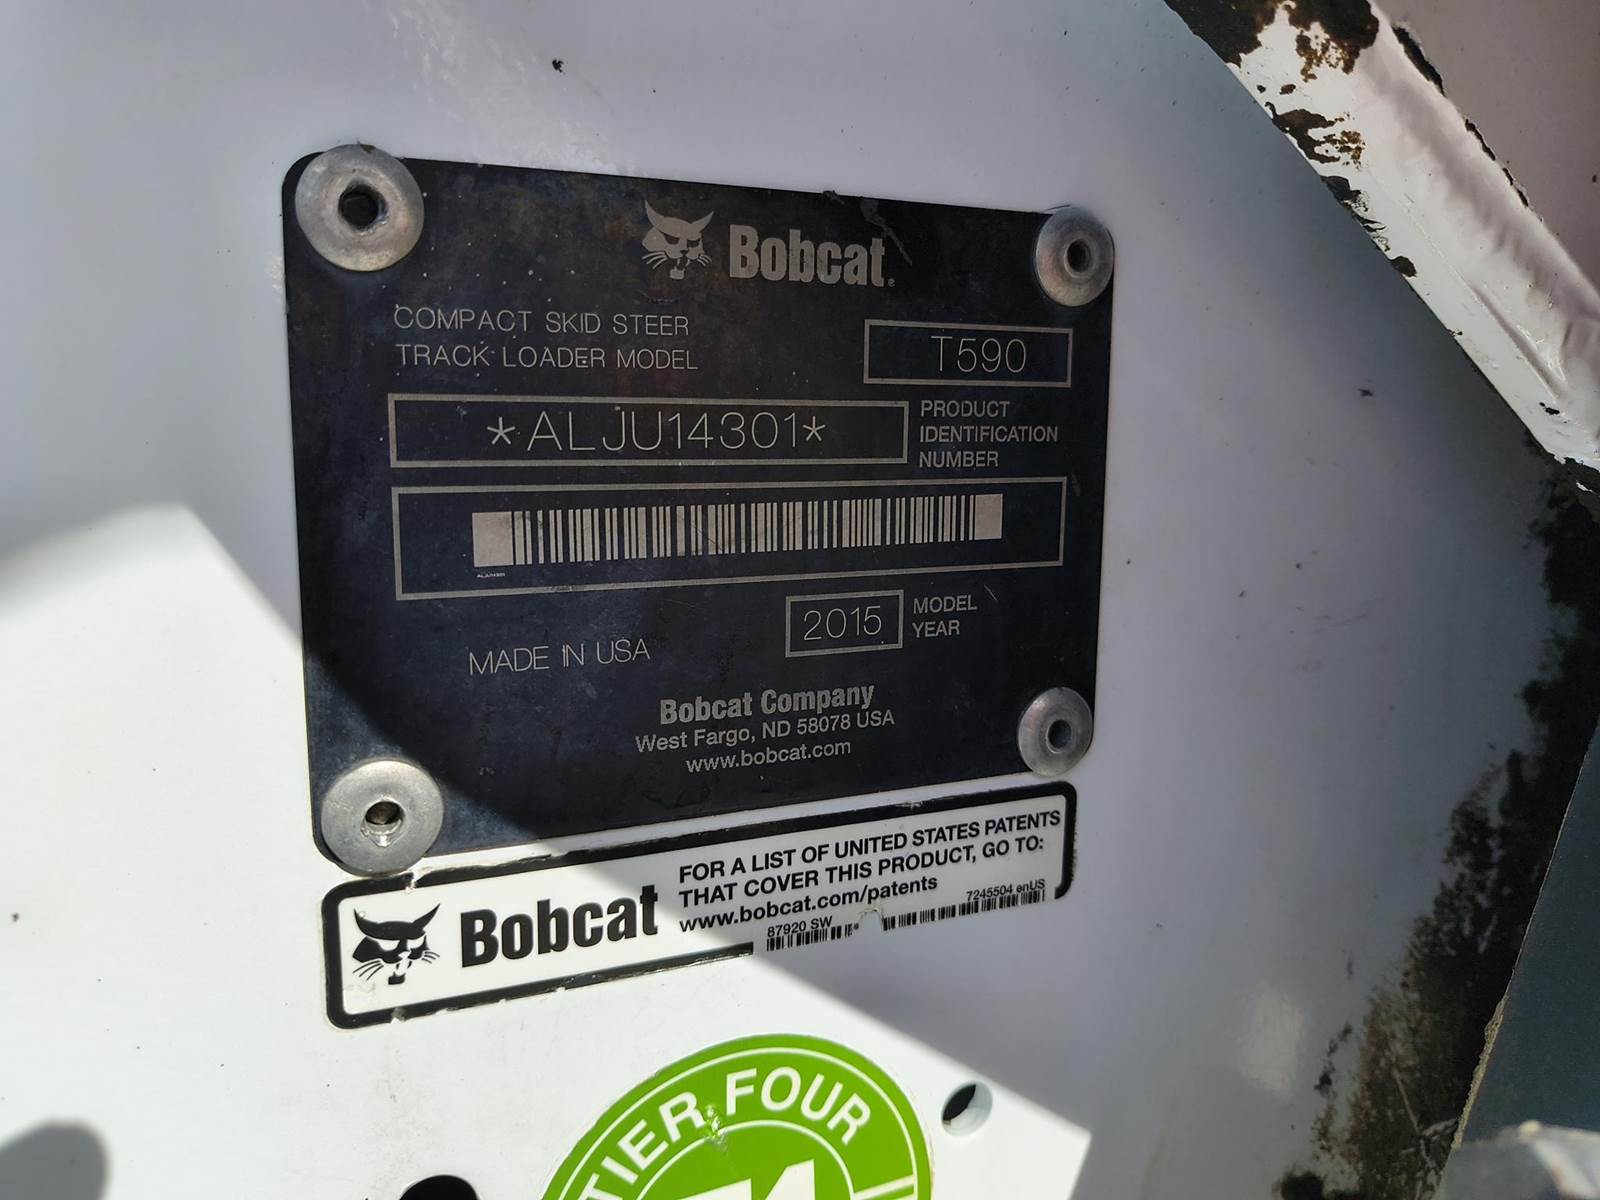 Bobcat®
COMPACT SKID STEER
TRACK LOADER MODEL
T590
*ALJU14301*
PRODUCT
IDENTIFICATION
NUMBER
ALJU14301
2015
MODEL
YEAR
MADE IN USA
Bobcat Company
West Fargo, ND 58078 USA
www.bobcat.com
Bobcat
FOR A LIST OF UNITED STATES PATENTS
THAT COVER THIS PRODUCT, GO TO:
www.bobcat.com/patents
7245504 enUS
87920 SW
TIER FOUR